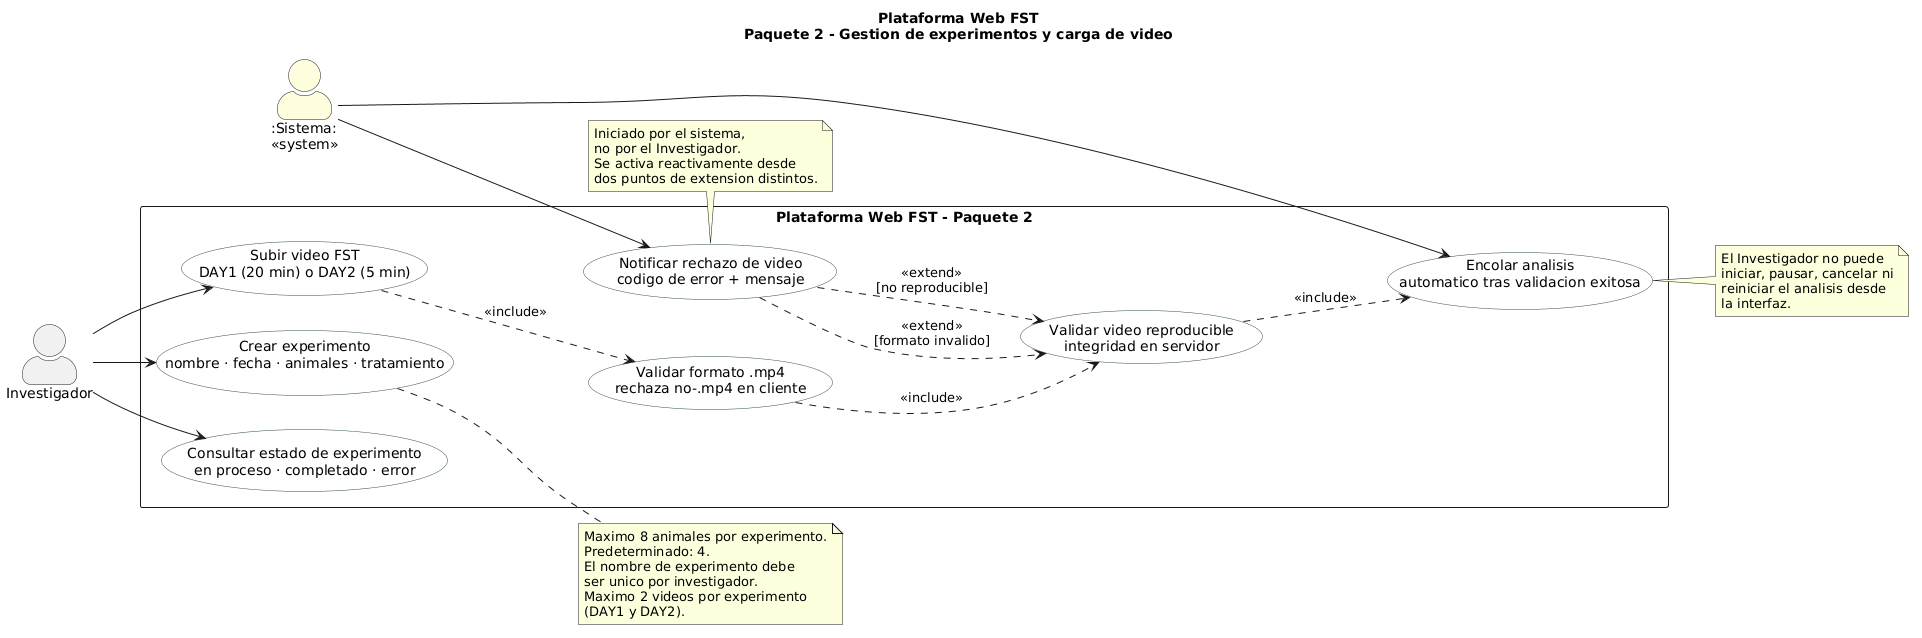 Plataforma Web FST
Paquete 2 - Gestion de experimentos y carga de video
:Sistema:
«system»
Iniciado por el sistema,
no por el Investigador.
Se activa reactivamente desde
dos puntos de extension distintos.
Plataforma Web FST - Paquete 2
Subir video FST
DAY1 (20 min) o DAY2 (5 min)
Notificar rechazo de video
codigo de error + mensaje
«extend»
[no reproducible]
Encolar analisis
automatico tras validacion exitosa
El Investigador no puede
iniciar, pausar, cancelar ni
reiniciar el analisis desde
la interfaz.
«include»
«include»
«extend»
[formato invalido]
Validar video reproducible
integridad en servidor
Crear experimento
nombre · fecha · animales · tratamiento
Investigador
Validar formato .mp4
rechaza no-.mp4 en cliente
«include»
Consultar estado de experimento
en proceso · completado · error
Maximo 8 animales por experimento.
Predeterminado: 4.
El nombre de experimento debe
ser unico por investigador.
Maximo 2 videos por experimento
(DAY1 y DAY2).